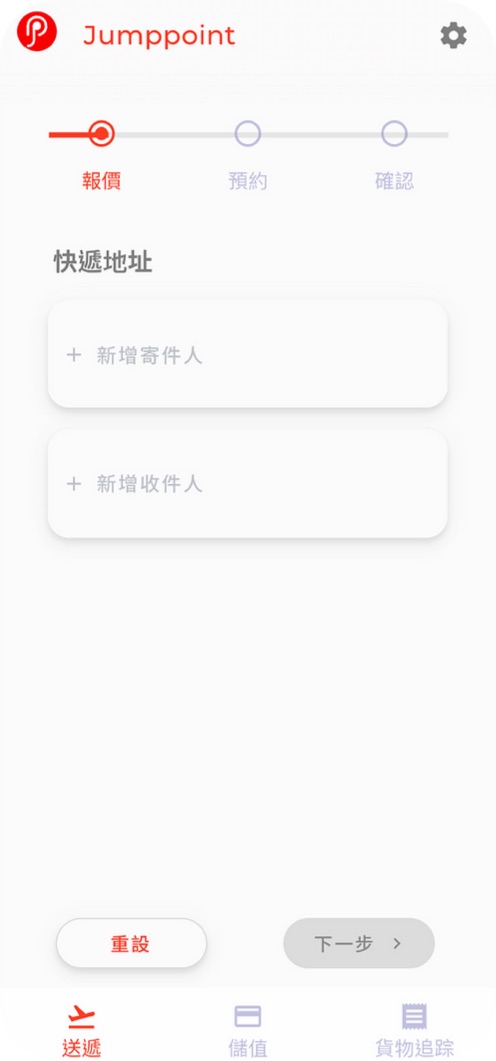 Jumppoint
報價
預約
確認
快遞地址
+ 新增寄件人
+ 新增收件人
重設
下一步
送遞
儲值
貨物追踪